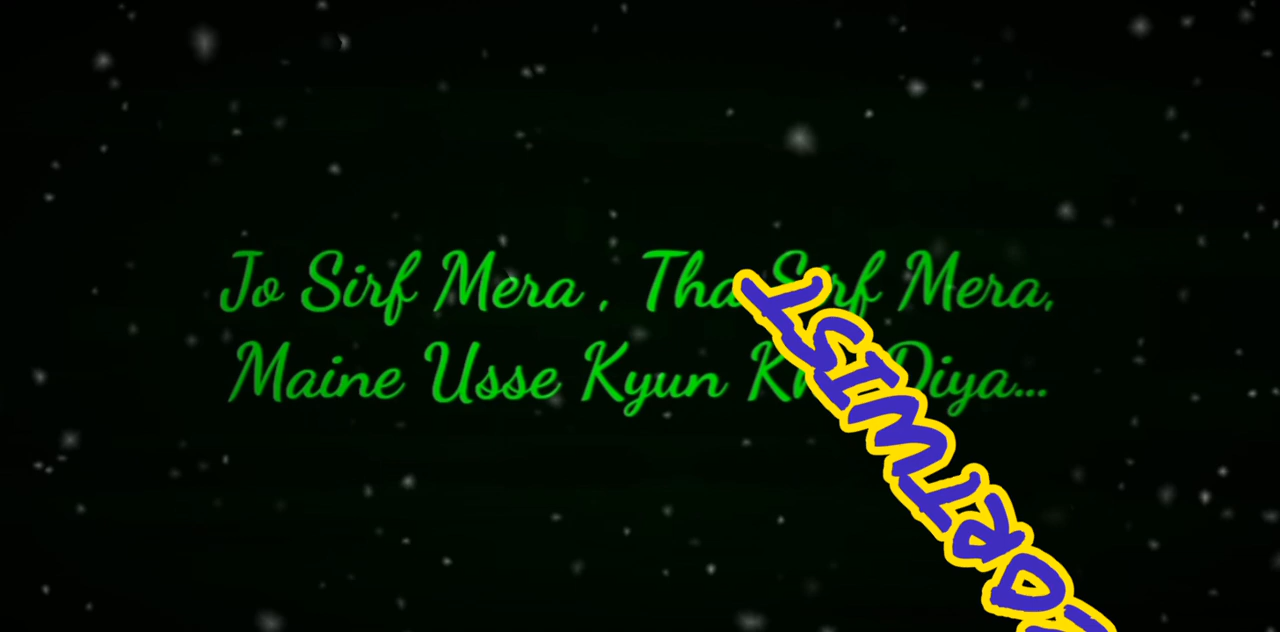 Jo Sirf Mera , Tha Sirf Mera,
Maine Usse Kyun Diya...